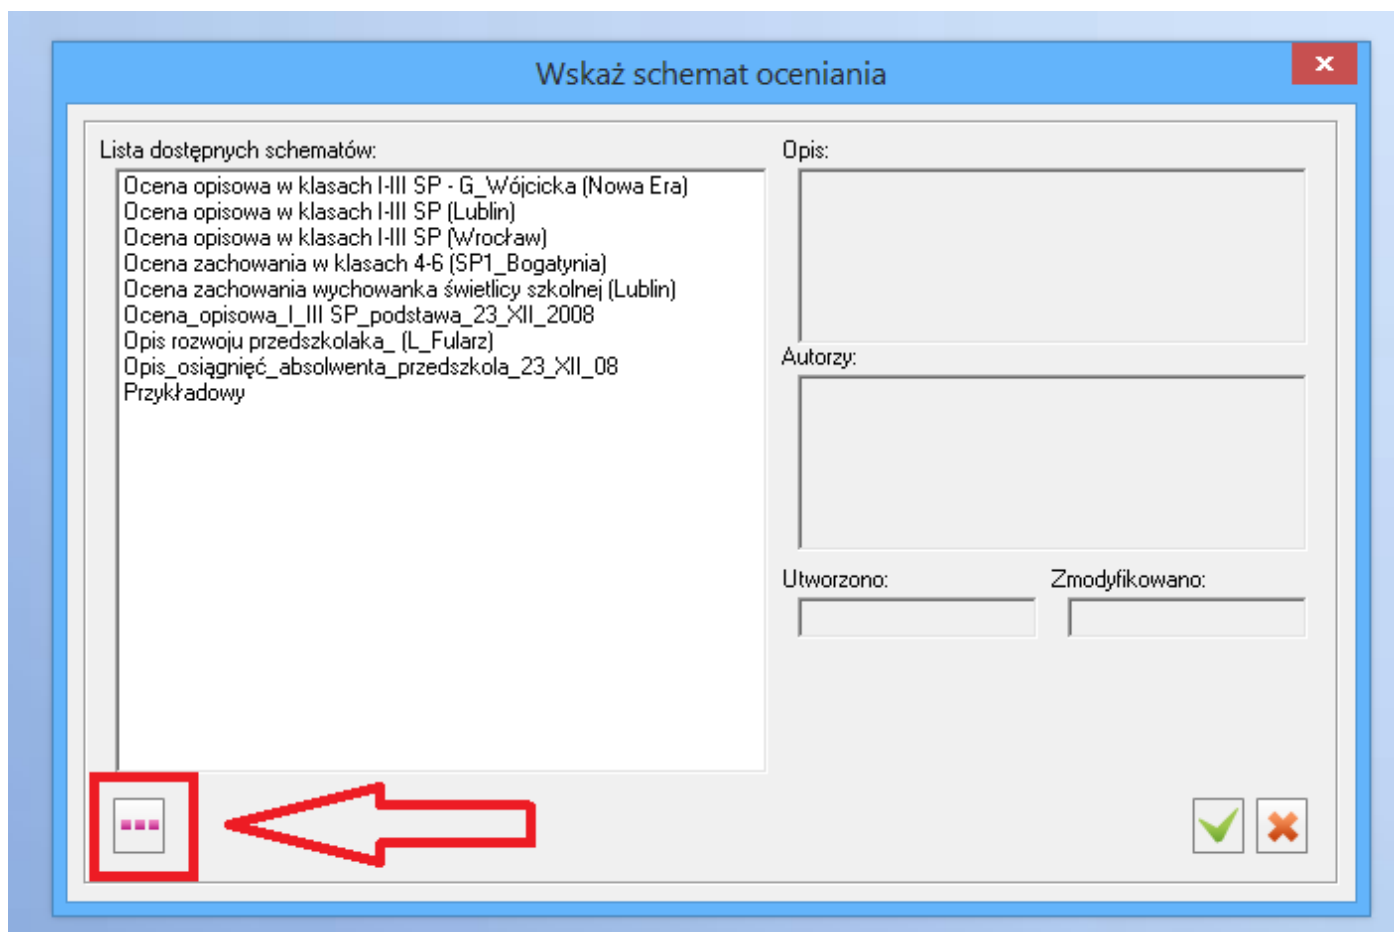 Wskaż schemat oceniania
Lista dostępnych schematów:
Ocena opisowa w klasach I-III SP - G_Wójcicka (Nowa Era)
Ocena opisowa w klasach I-III SP (Lublin)
Ocena opisowa w klasach I-III SP (Wrocław)
Ocena zachowania w klasach 4-6 (SP1_Bogatynia)
Ocena zachowania wychowanka świetlicy szkolnej (Lublin)
Ocena_opisowa_I_III SP_podstawa_23_XII_2008
Opis rozwoju przedszkolaka_ (L_Fularz)
Opis_osiągnięć_absolwenta_przedszkola_23_XII_08
Przykładowy
Opis:
Autorzy:
Utworzono:
Zmodyfikowano: